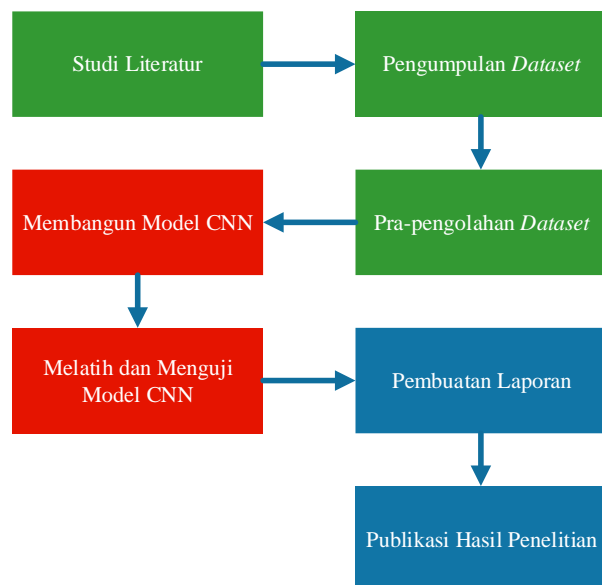 Studi Literatur
Pengumpulan Dataset
Pra-pengolahan Dataset
Membangun Model CNN
Melatih dan Menguji
Model CNN
Pembuatan Laporan
Publikasi Hasil Penelitian